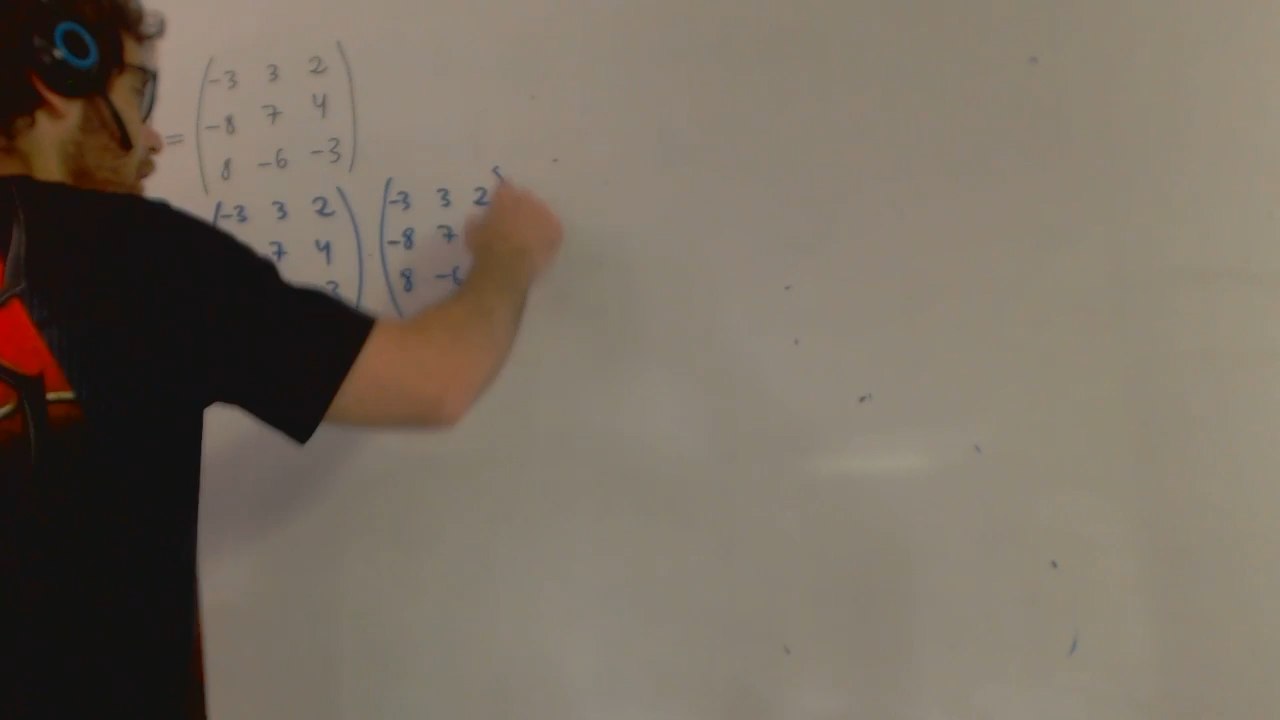 -3 3 2
= -8 7 4
8 -6 -3
-3 3 2 -3 3 2
7 4 . -8 7
8 -6